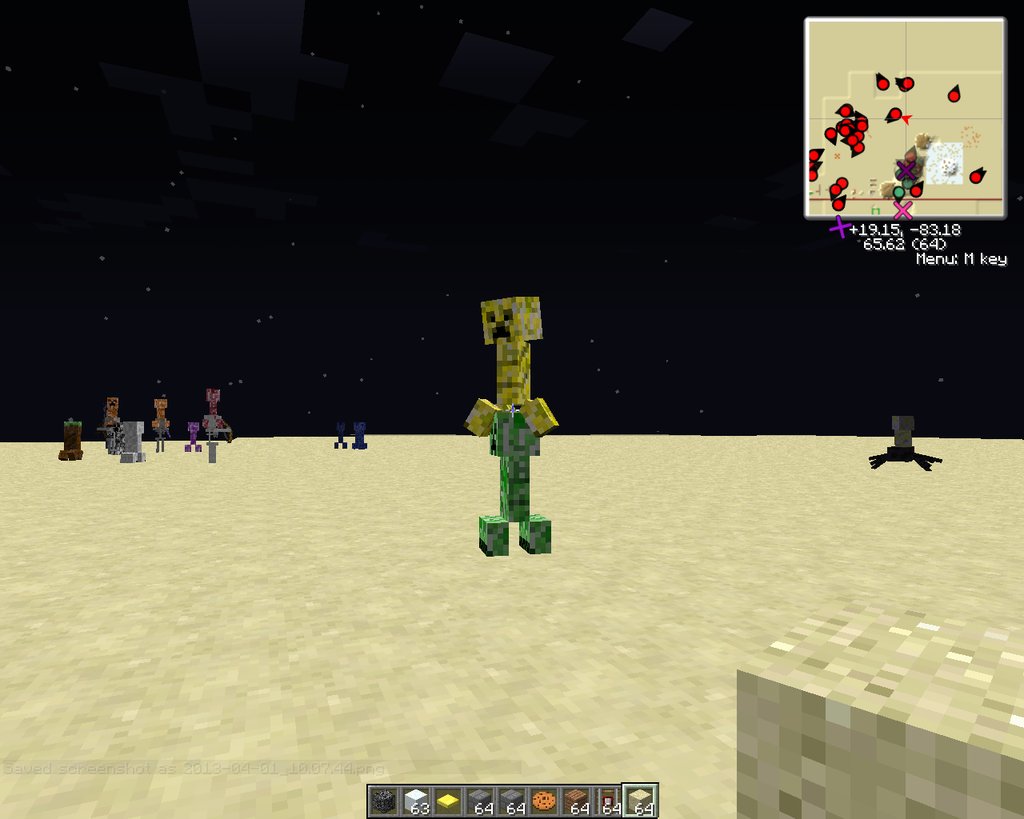 +19.15, -83.18
65.62 (64)
Menu: M key
Saved screenshot as 2013-04-01_10.07.44.png
63 64 64 64 64 64